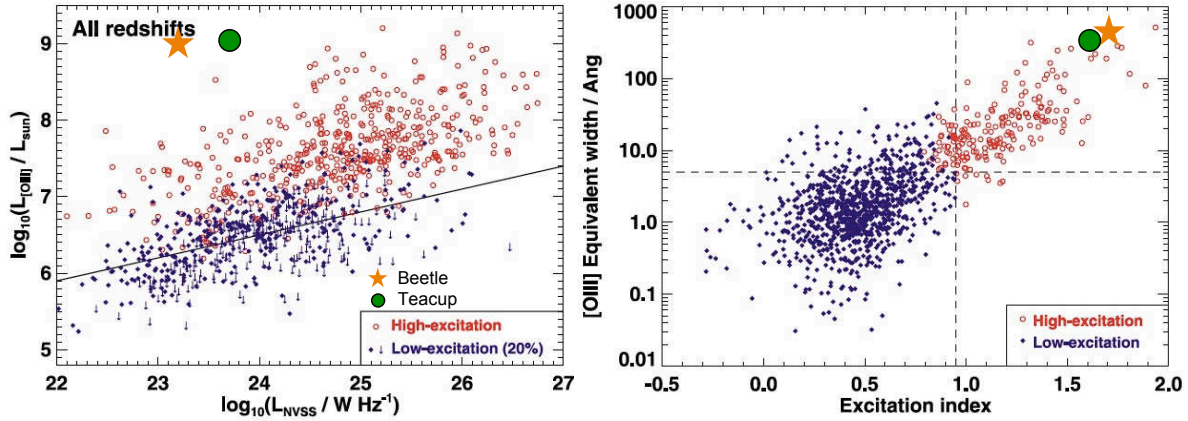 All redshifts
log₁₀(L[OIII] / Lsun)
9
8
7
6
5
22 23 24 25 26 27
log₁₀(LNVSS / W Hz⁻¹)
Beetle
Teacup
High-excitation
Low-excitation (20%)
[OIII] Equivalent width / Ang
1000
100
10.0
1.0
0.1
0.01
-0.5 0.0 0.5 1.0 1.5 2.0
Excitation index
High-excitation
Low-excitation